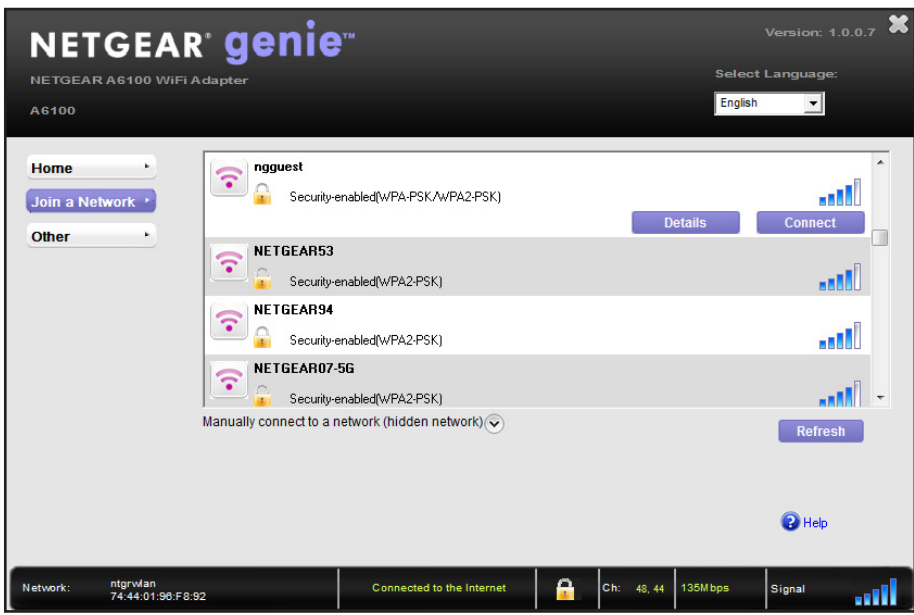 NETGEAR® genie™
Version: 1.0.0.7
NETGEAR A6100 WiFi Adapter
Select Language:
A6100
English
Home
Join a Network
Other
ngguest
Security-enabled(WPA-PSK/WPA2-PSK)
Details
Connect
NETGEAR53
Security-enabled(WPA2-PSK)
NETGEAR94
Security-enabled(WPA2-PSK)
NETGEAR07-5G
Security-enabled(WPA2-PSK)
Manually connect to a network (hidden network)
Refresh
? Help
Network: ntgrwlan
74:44:01:96:F8:92
Connected to the Internet
Ch: 48, 44
135Mbps
Signal